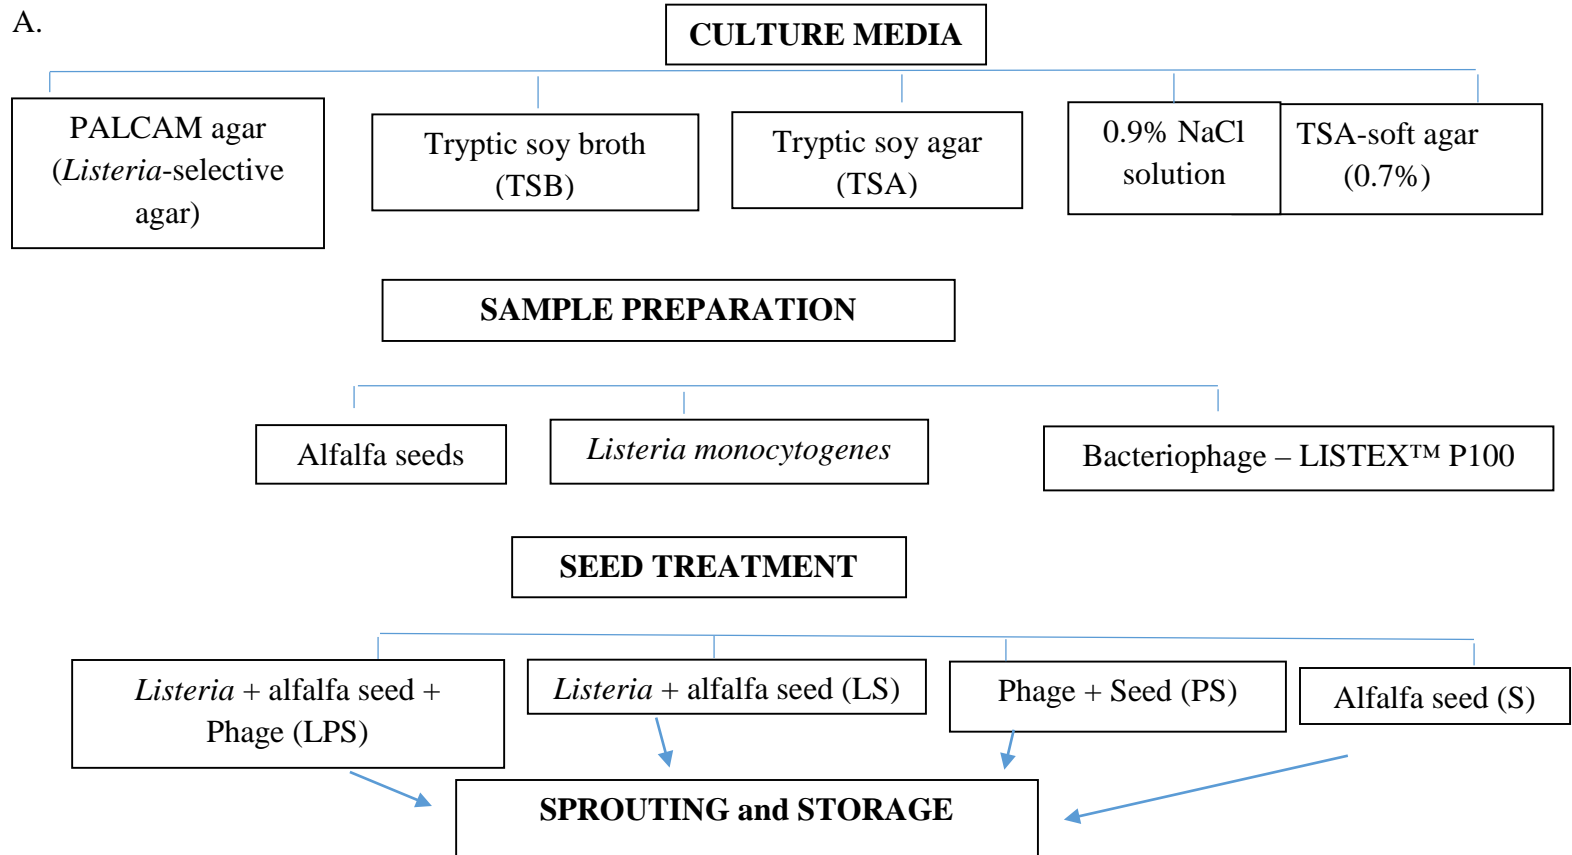 A.
CULTURE MEDIA
PALCAM agar
(Listeria-selective
agar)
Tryptic soy broth
(TSB)
Tryptic soy agar
(TSA)
0.9% NaCl
solution
TSA-soft agar
(0.7%)
SAMPLE PREPARATION
Alfalfa seeds
Listeria monocytogenes
Bacteriophage – LISTEX™ P100
SEED TREATMENT
Listeria + alfalfa seed +
Phage (LPS)
Listeria + alfalfa seed (LS)
Phage + Seed (PS)
Alfalfa seed (S)
SPROUTING and STORAGE